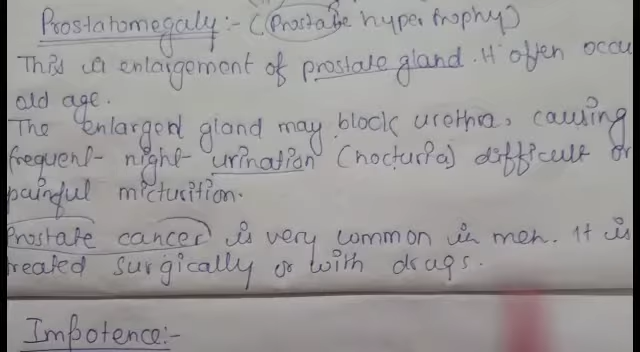 Prostatomegaly:- (Prostate hypertrophy)
This is enlargement of prostate gland. It often occu
old age.
The enlarged gland may block urethra, causing
frequent- night- urination (nocturia) difficult or
painful micturition.
Prostate cancer is very common in men. It is
treated surgically or with drugs.
Impotence:-